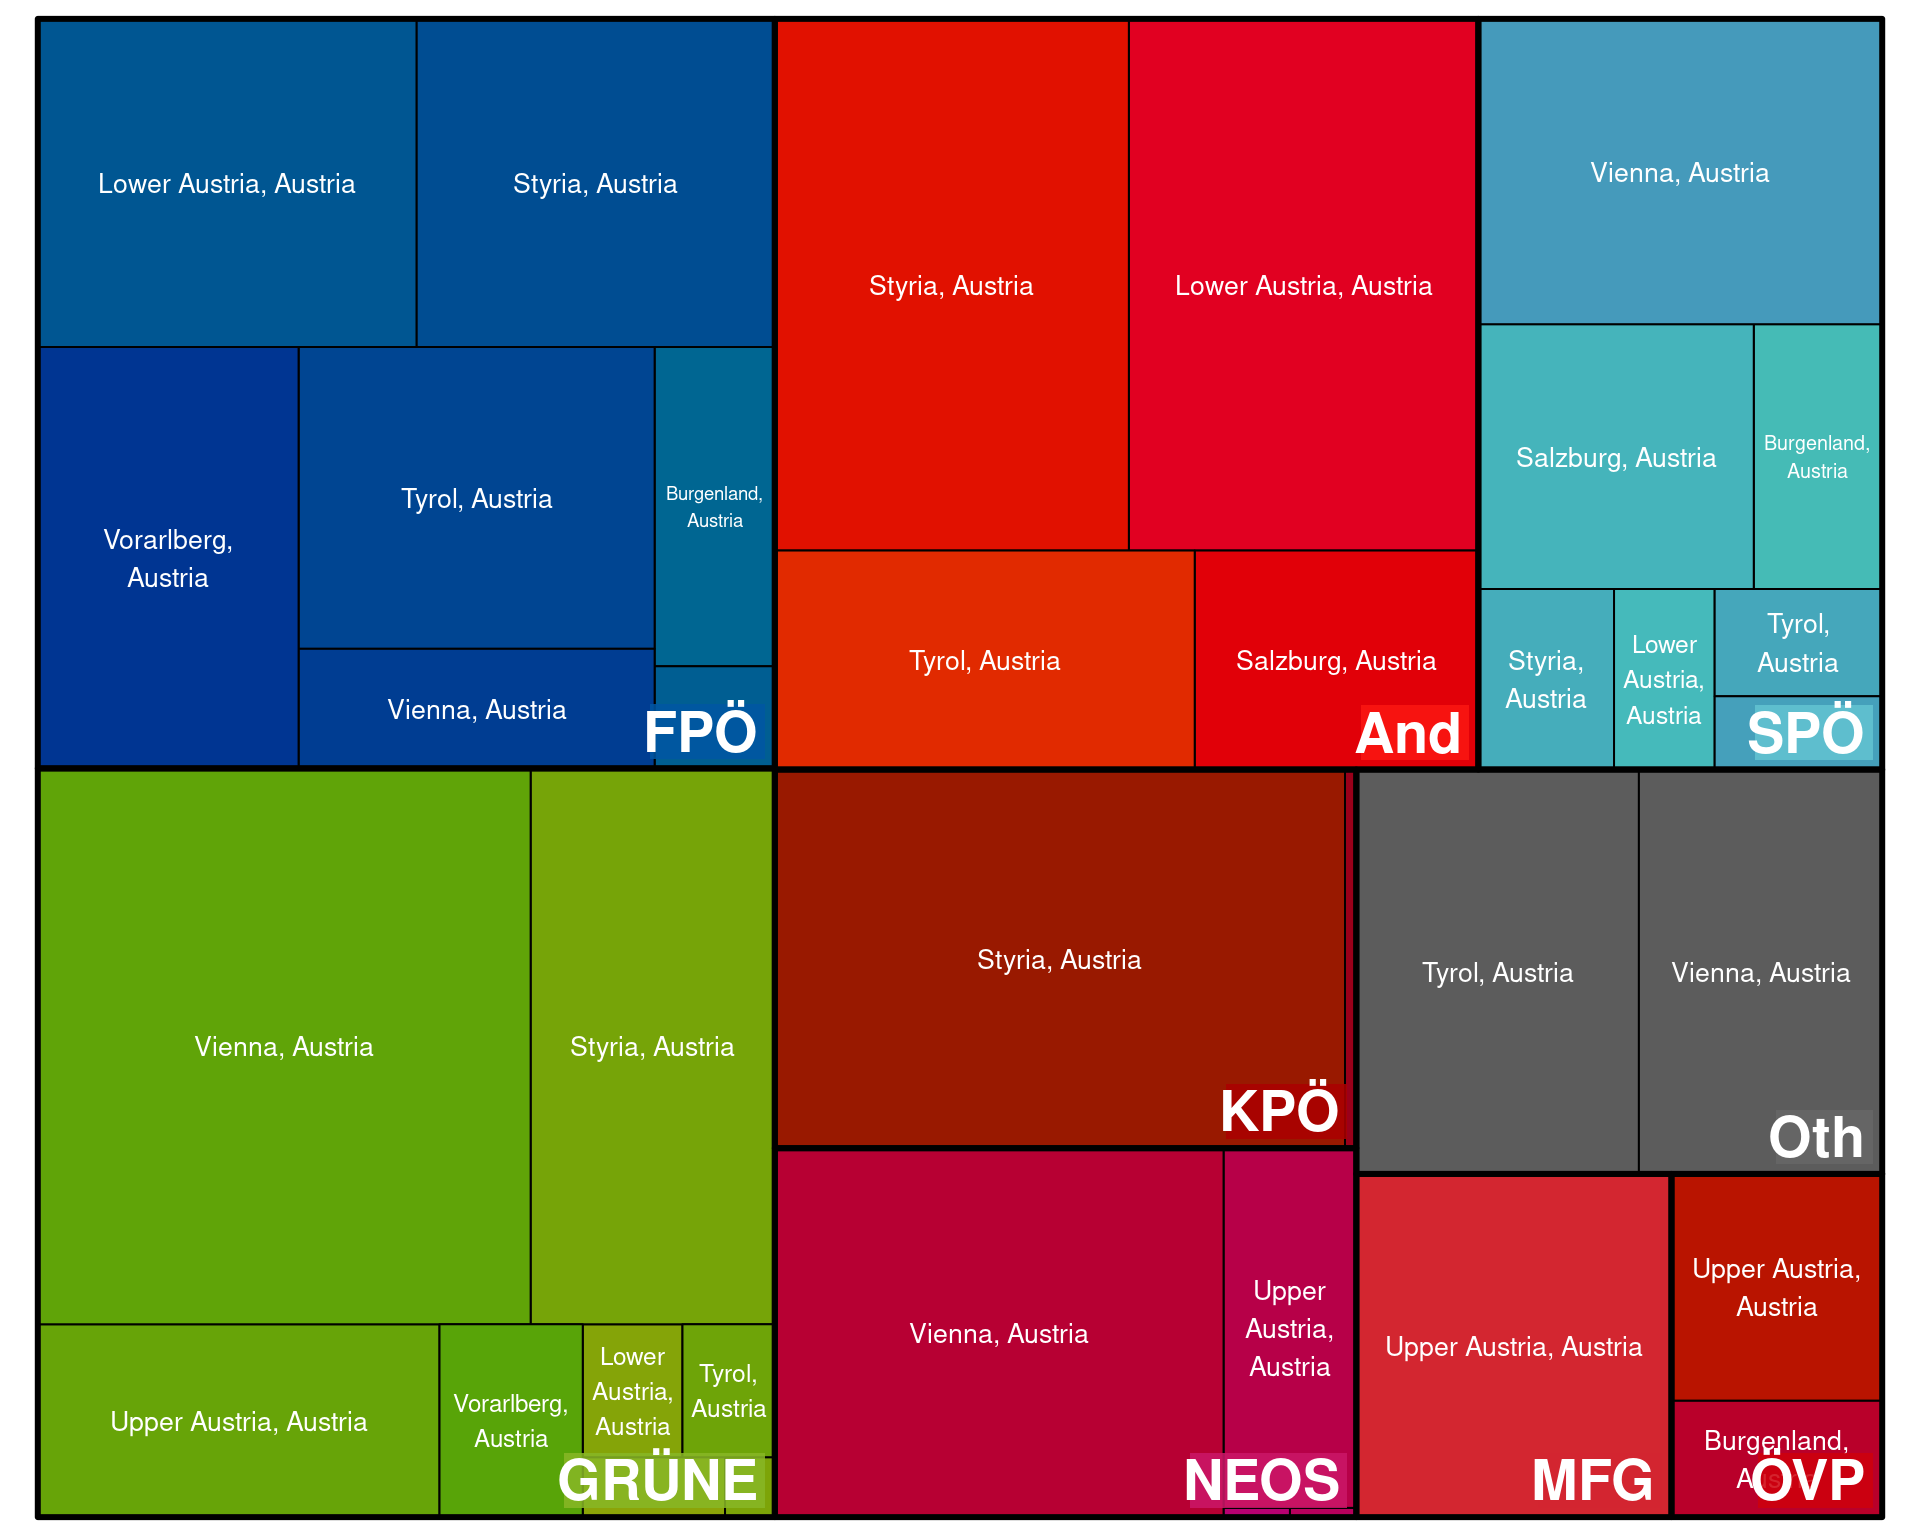 Lower Austria, Austria
Styria, Austria
Vorarlberg,
Austria
Tyrol, Austria
Burgenland,
Austria
Vienna, Austria
FPÖ
Styria, Austria
Lower Austria, Austria
Tyrol, Austria
Salzburg, Austria
And
Vienna, Austria
Salzburg, Austria
Burgenland,
Austria
Styria,
Austria
Lower
Austria,
Austria
Tyrol,
Austria
SPÖ
Vienna, Austria
Styria, Austria
Upper Austria, Austria
Vorarlberg,
Austria
Lower
Austria,
Austria
Tyrol,
Austria
GRÜNE
Styria, Austria
KPÖ
Vienna, Austria
Upper
Austria,
Austria
NEOS
Tyrol, Austria
Vienna, Austria
Oth
Upper Austria, Austria
MFG
Upper Austria,
Austria
Burgenland,
ÖVP